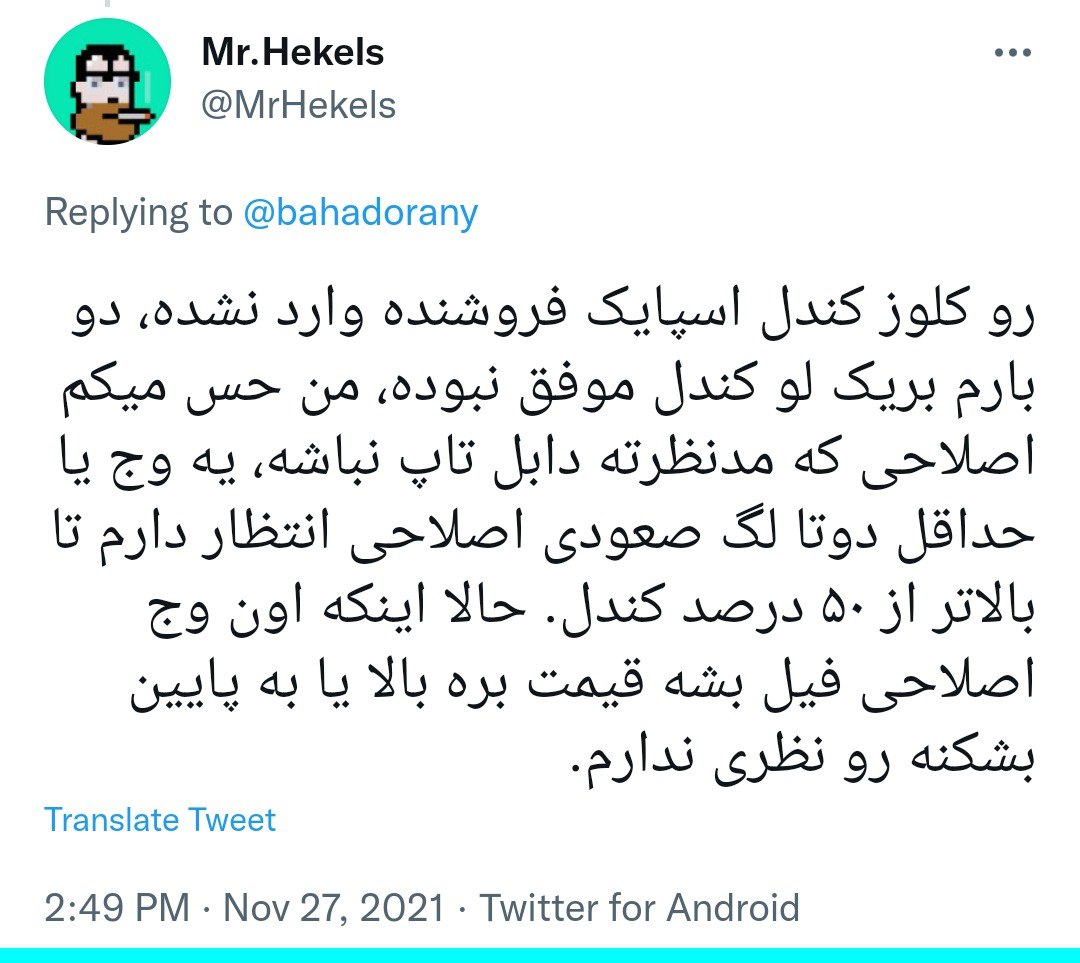 Mr.Hekels
@MrHekels
Replying to @bahadorany
رو کلوز کندل اسپایک فروشنده وارد نشده، دو
بارم بریک لو کندل موفق نبوده، من حس میکم
اصلاحی که مدنظرته دابل تاپ نباشه، یه وج یا
حداقل دوتا لگ صعودی اصلاحی انتظار دارم تا
بالاتر از ۵۰ درصد کندل. حالا اینکه اون وج
اصلاحی فیل بشه قیمت بره بالا یا به پایین
بشکنه رو نظری ندارم.
Translate Tweet
2:49 PM · Nov 27, 2021 · Twitter for Android